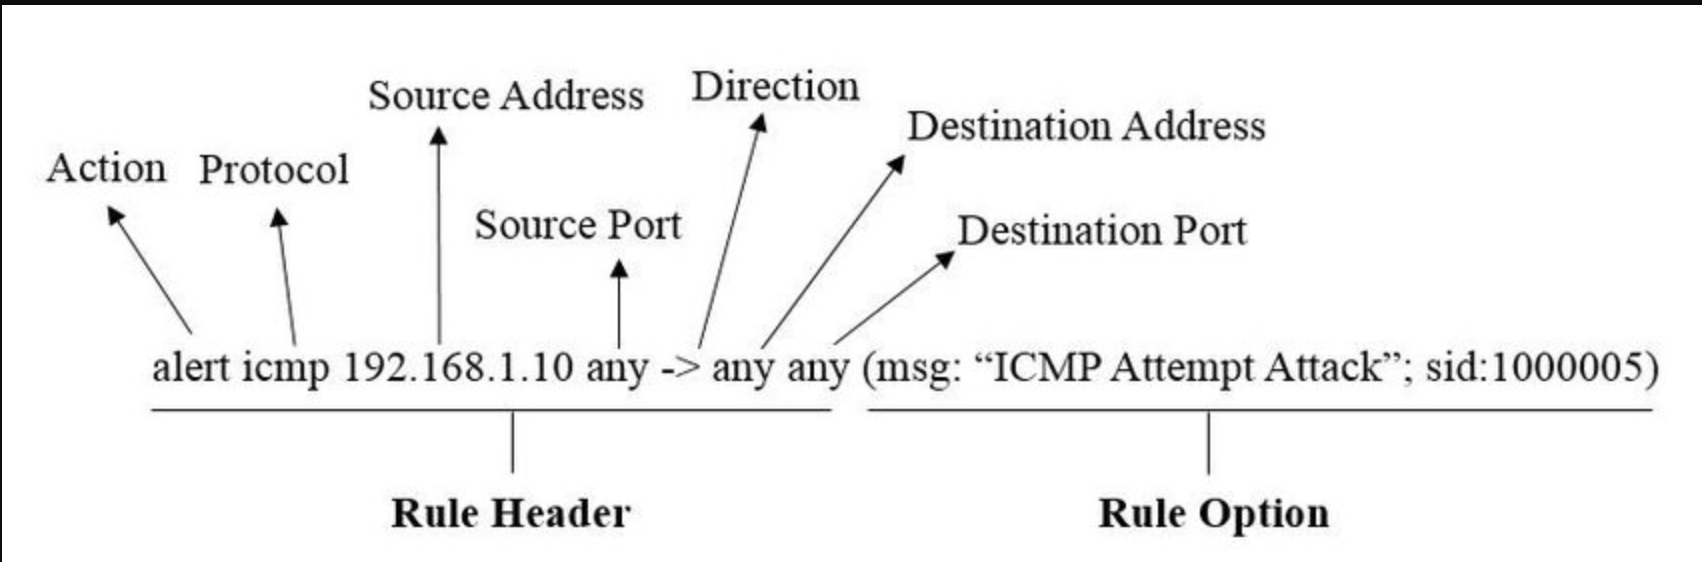 Source Address
Direction
Destination Address
Action
Protocol
Source Port
Destination Port
alert icmp 192.168.1.10 any -> any any (msg: “ICMP Attempt Attack”; sid:1000005)
Rule Header
Rule Option